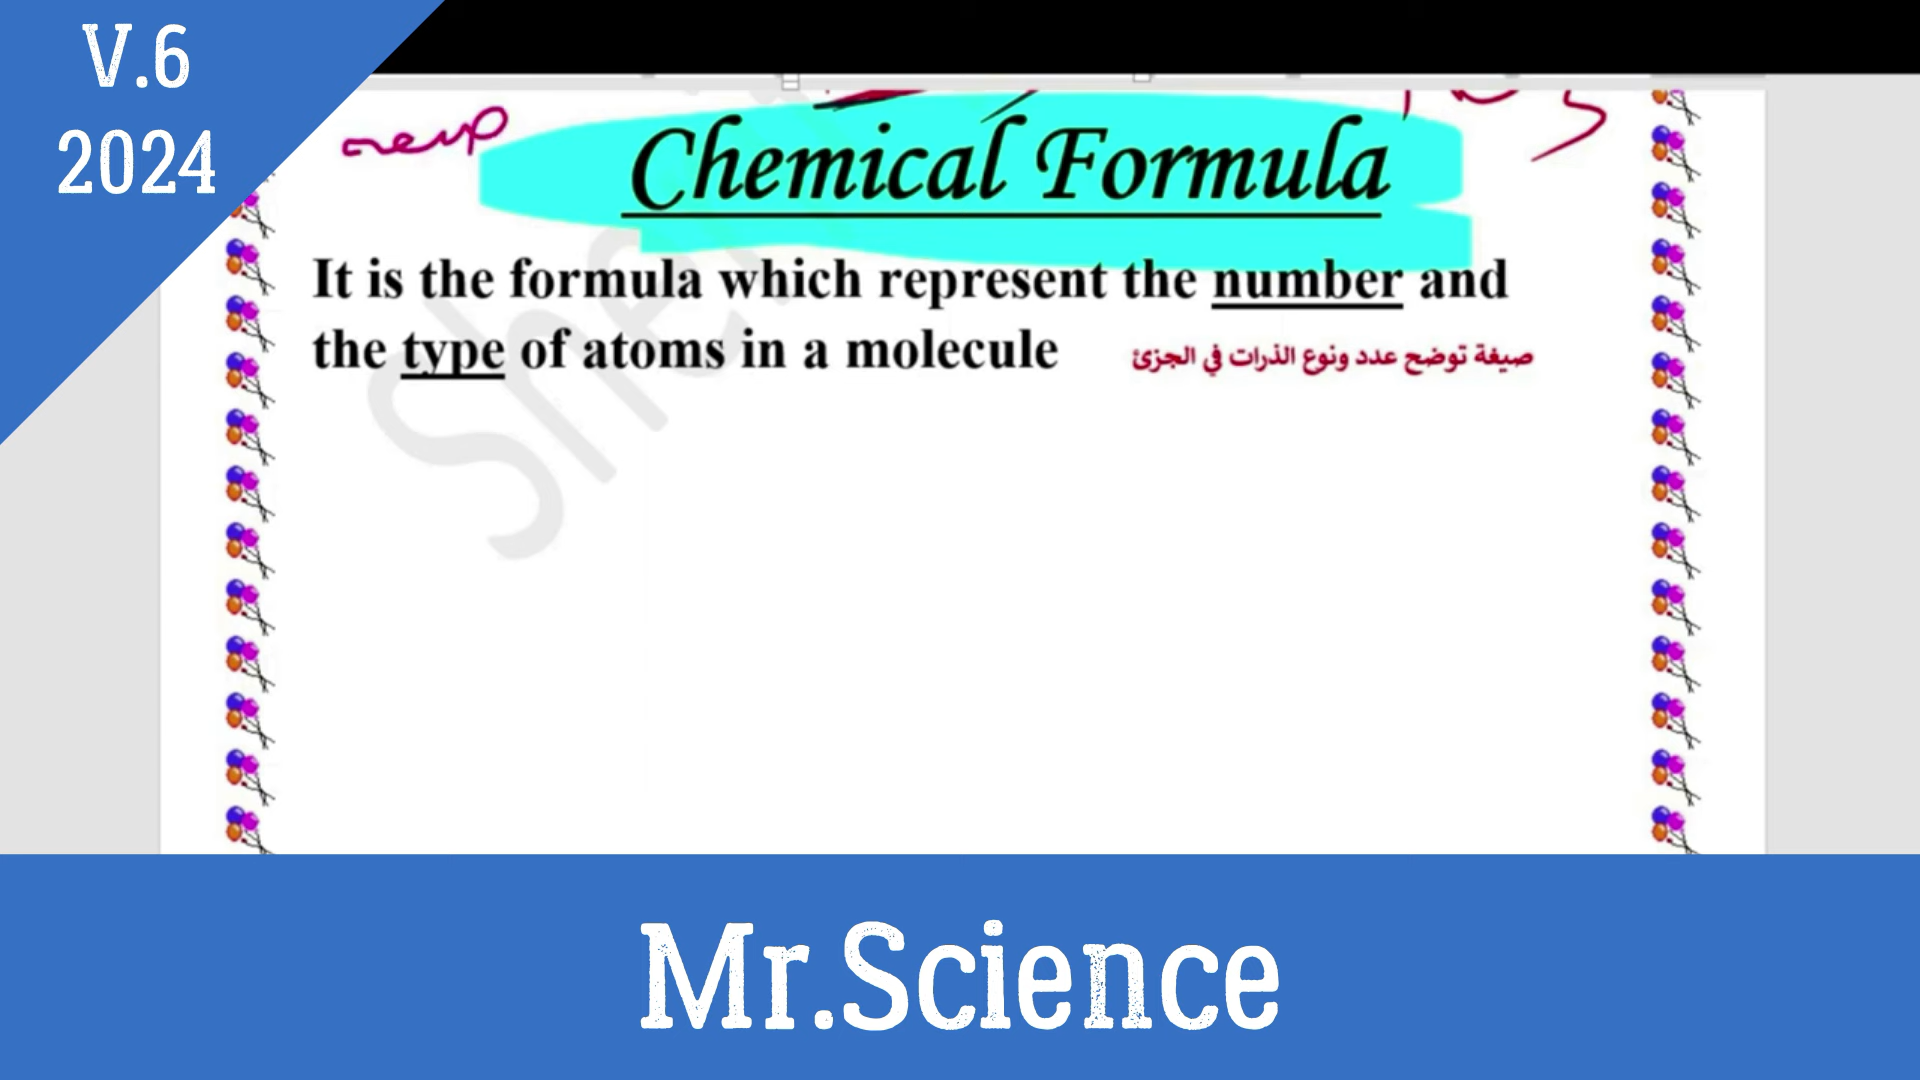 V.6
2024
Chemical Formula
It is the formula which represent the number and
the type of atoms in a molecule
صيغة توضح عدد ونوع الذرات في الجزئ
Mr.Science